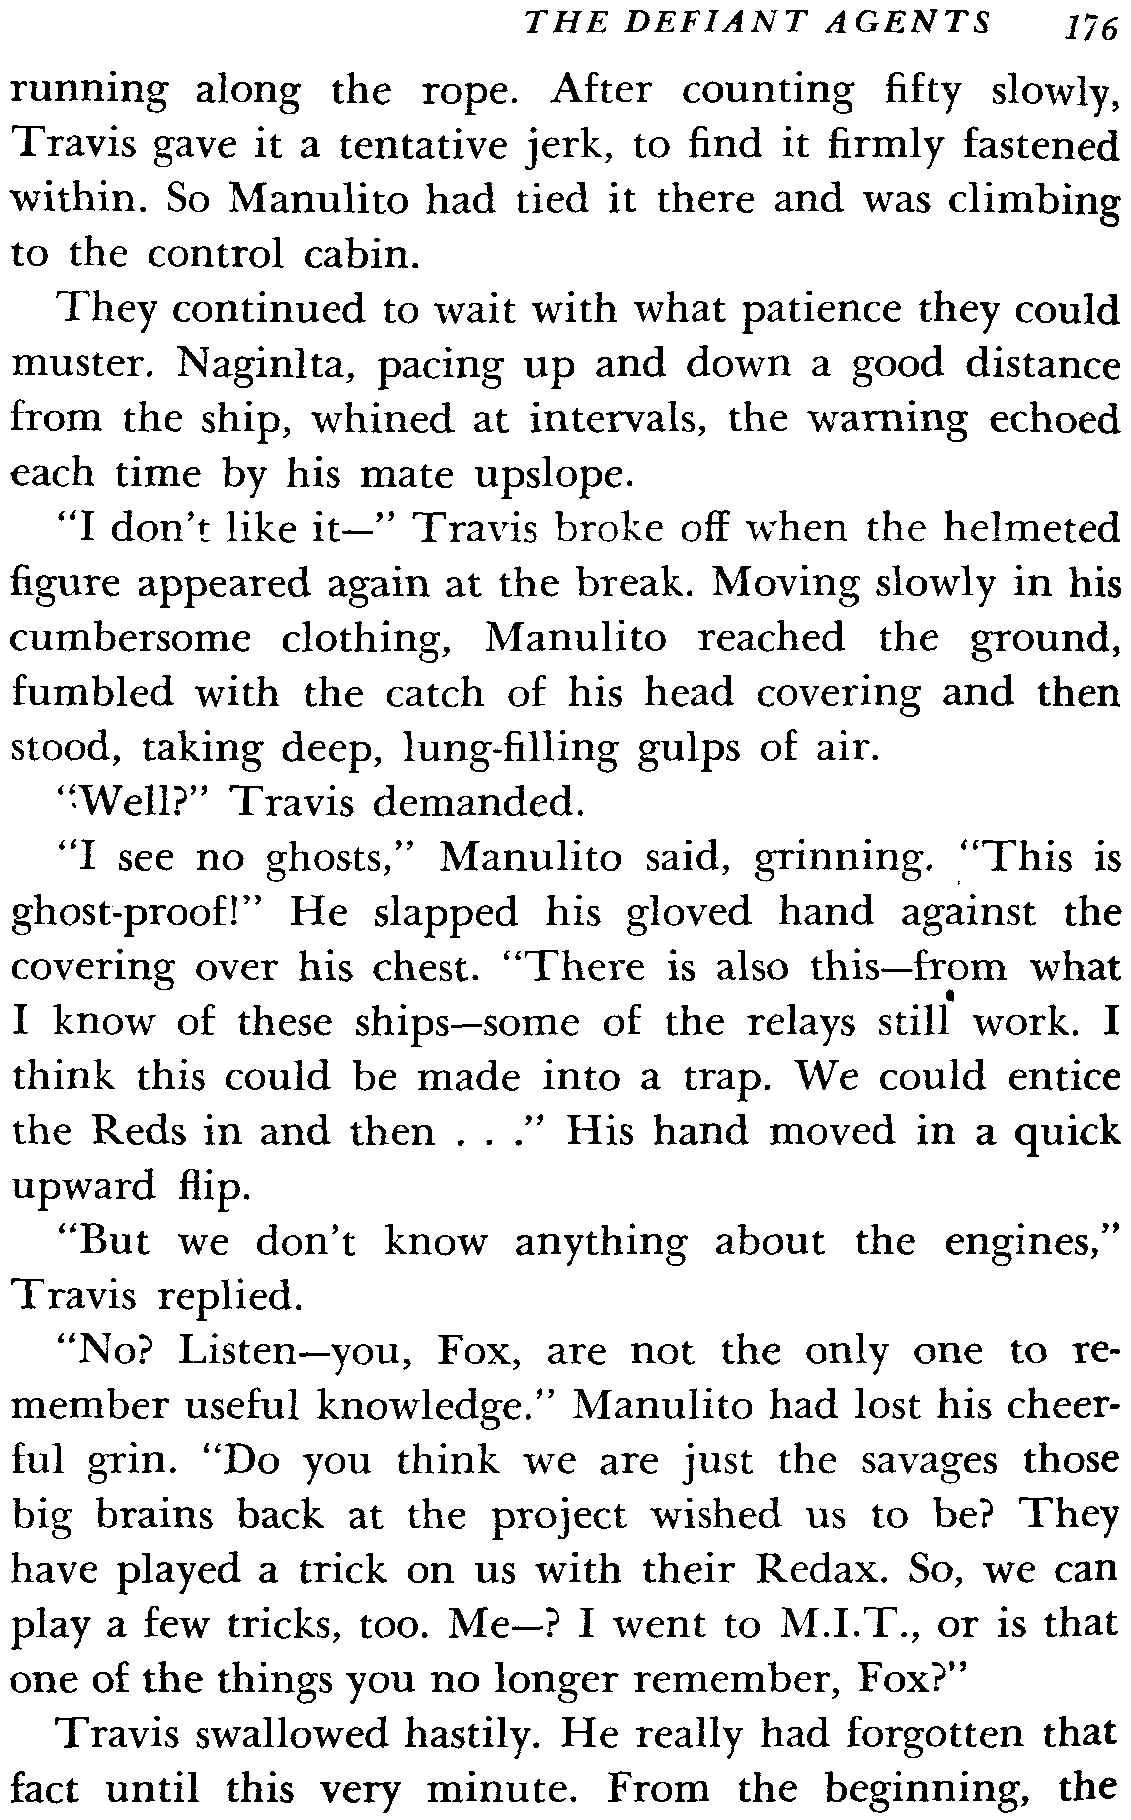 THE DEFIANT AGENTS 176
running along the rope. After counting fifty slowly,
Travis gave it a tentative jerk, to find it firmly fastened
within. So Manulito had tied it there and was climbing
to the control cabin.
They continued to wait with what patience they could
muster. Naginlta, pacing up and down a good distance
from the ship, whined at intervals, the warning echoed
each time by his mate upslope.
"I don't like it—" Travis broke off when the helmeted
figure appeared again at the break. Moving slowly in his
cumbersome clothing, Manulito reached the ground,
fumbled with the catch of his head covering and then
stood, taking deep, lung-filling gulps of air.
"Well?" Travis demanded.
"I see no ghosts," Manulito said, grinning. "This is
ghost-proof!" He slapped his gloved hand against the
covering over his chest. "There is also this—from what
I know of these ships—some of the relays still work. I
think this could be made into a trap. We could entice
the Reds in and then . . ." His hand moved in a quick
upward flip.
"But we don't know anything about the engines,"
Travis replied.
"No? Listen—you, Fox, are not the only one to re-
member useful knowledge." Manulito had lost his cheer-
ful grin. "Do you think we are just the savages those
big brains back at the project wished us to be? They
have played a trick on us with their Redax. So, we can
play a few tricks, too. Me—? I went to M.I.T., or is that
one of the things you no longer remember, Fox?"
Travis swallowed hastily. He really had forgotten that
fact until this very minute. From the beginning, the